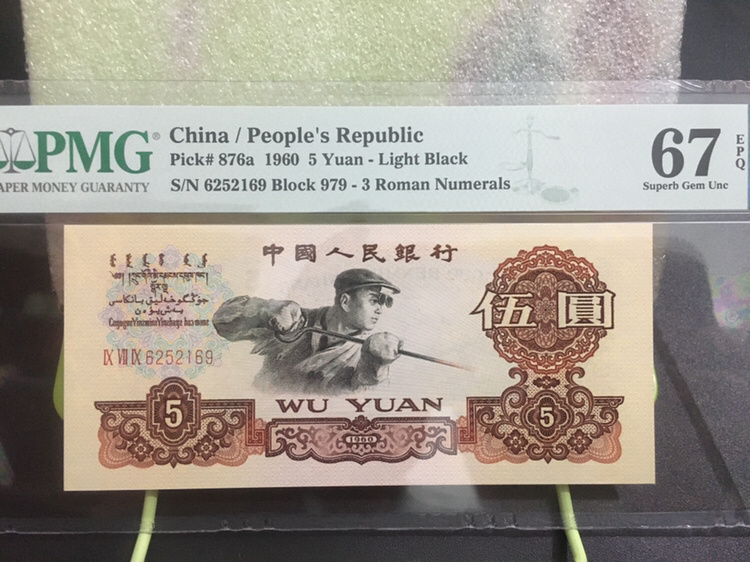 PMG®
PAPER MONEY GUARANTY
China / People's Republic
Pick# 876a 1960 5 Yuan - Light Black
S/N 6252169 Block 979 - 3 Roman Numerals
67
EPQ
Superb Gem Unc
中國人民銀行
IX VII IX 6252169
伍圓
WU YUAN
5
1960
5